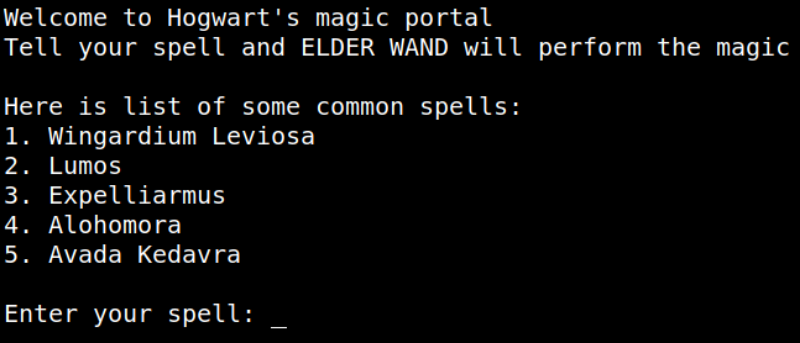 Welcome to Hogwart's magic portal
Tell your spell and ELDER WAND will perform the magic
Here is list of some common spells:
1. Wingardium Leviosa
2. Lumos
3. Expelliarmus
4. Alohomora
5. Avada Kedavra
Enter your spell: _